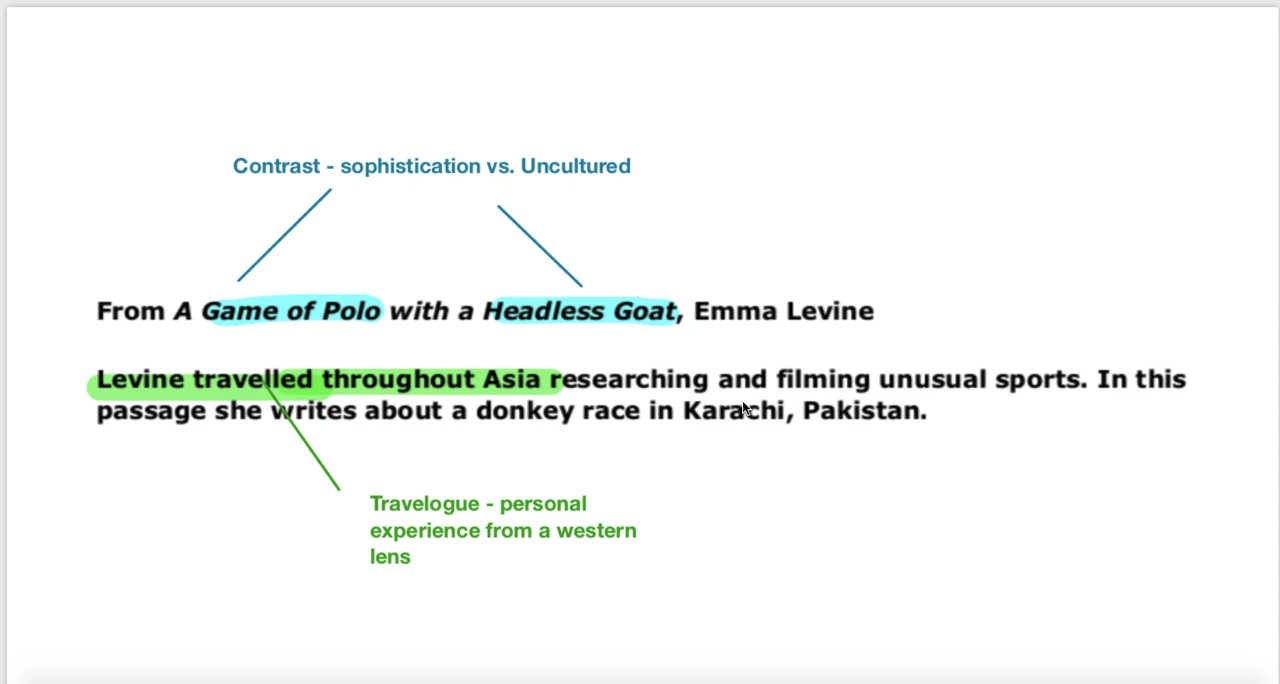 Contrast - sophistication vs. Uncultured
From A Game of Polo with a Headless Goat, Emma Levine
Levine travelled throughout Asia researching and filming unusual sports. In this
passage she writes about a donkey race in Karachi, Pakistan.
Travelogue - personal
experience from a western
lens